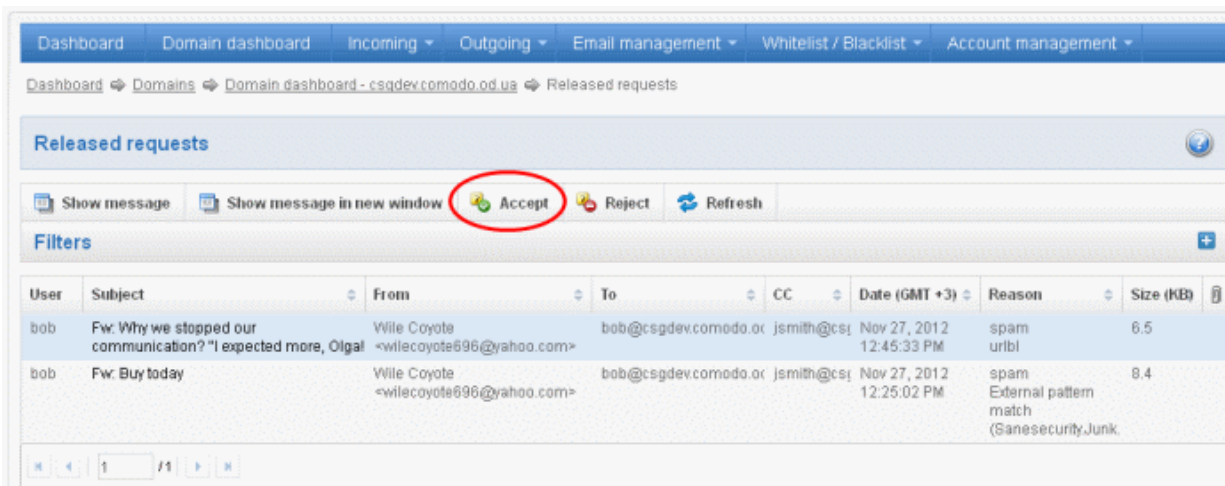 Dashboard Domain dashboard Incoming Outgoing Email management Whitelist / Blacklist Account management
Dashboard Domains Domain dashboard - csgdev.comodo.od.ua Released requests
Released requests
?
Show message Show message in new window Accept Reject Refresh
Filters
User Subject From To CC Date (GMT +3) Reason Size (KB)
bob Fw: Why we stopped our Wile Coyote bob@csgdev.comodo.oc jsmith@csg Nov 27, 2012 spam 6.5
communication? "I expected more, Olga! <wilecoyote696@yahoo.com> 12:45:33 PM urlbl
bob Fw: Buy today Wile Coyote bob@csgdev.comodo.oc jsmith@csg Nov 27, 2012 spam 8.4
<wilecoyote696@yahoo.com> 12:25:02 PM External pattern
match
(Sanesecurity.Junk.
1 /1